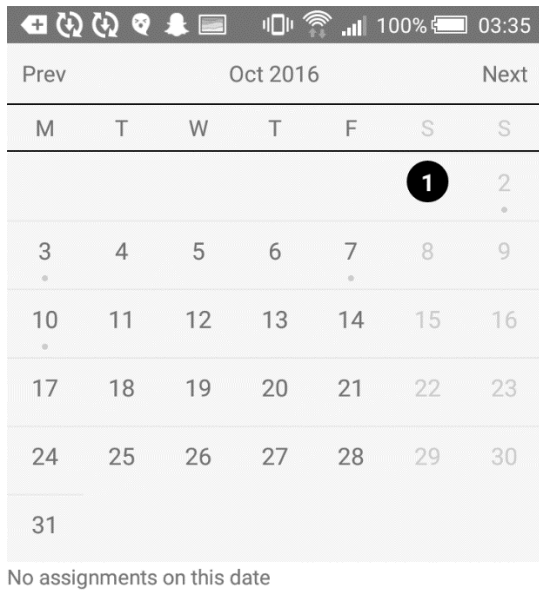 100% 03:35
Prev Oct 2016 Next
M T W T F S S
1 2
3 4 5 6 7 8 9
10 11 12 13 14 15 16
17 18 19 20 21 22 23
24 25 26 27 28 29 30
31
No assignments on this date